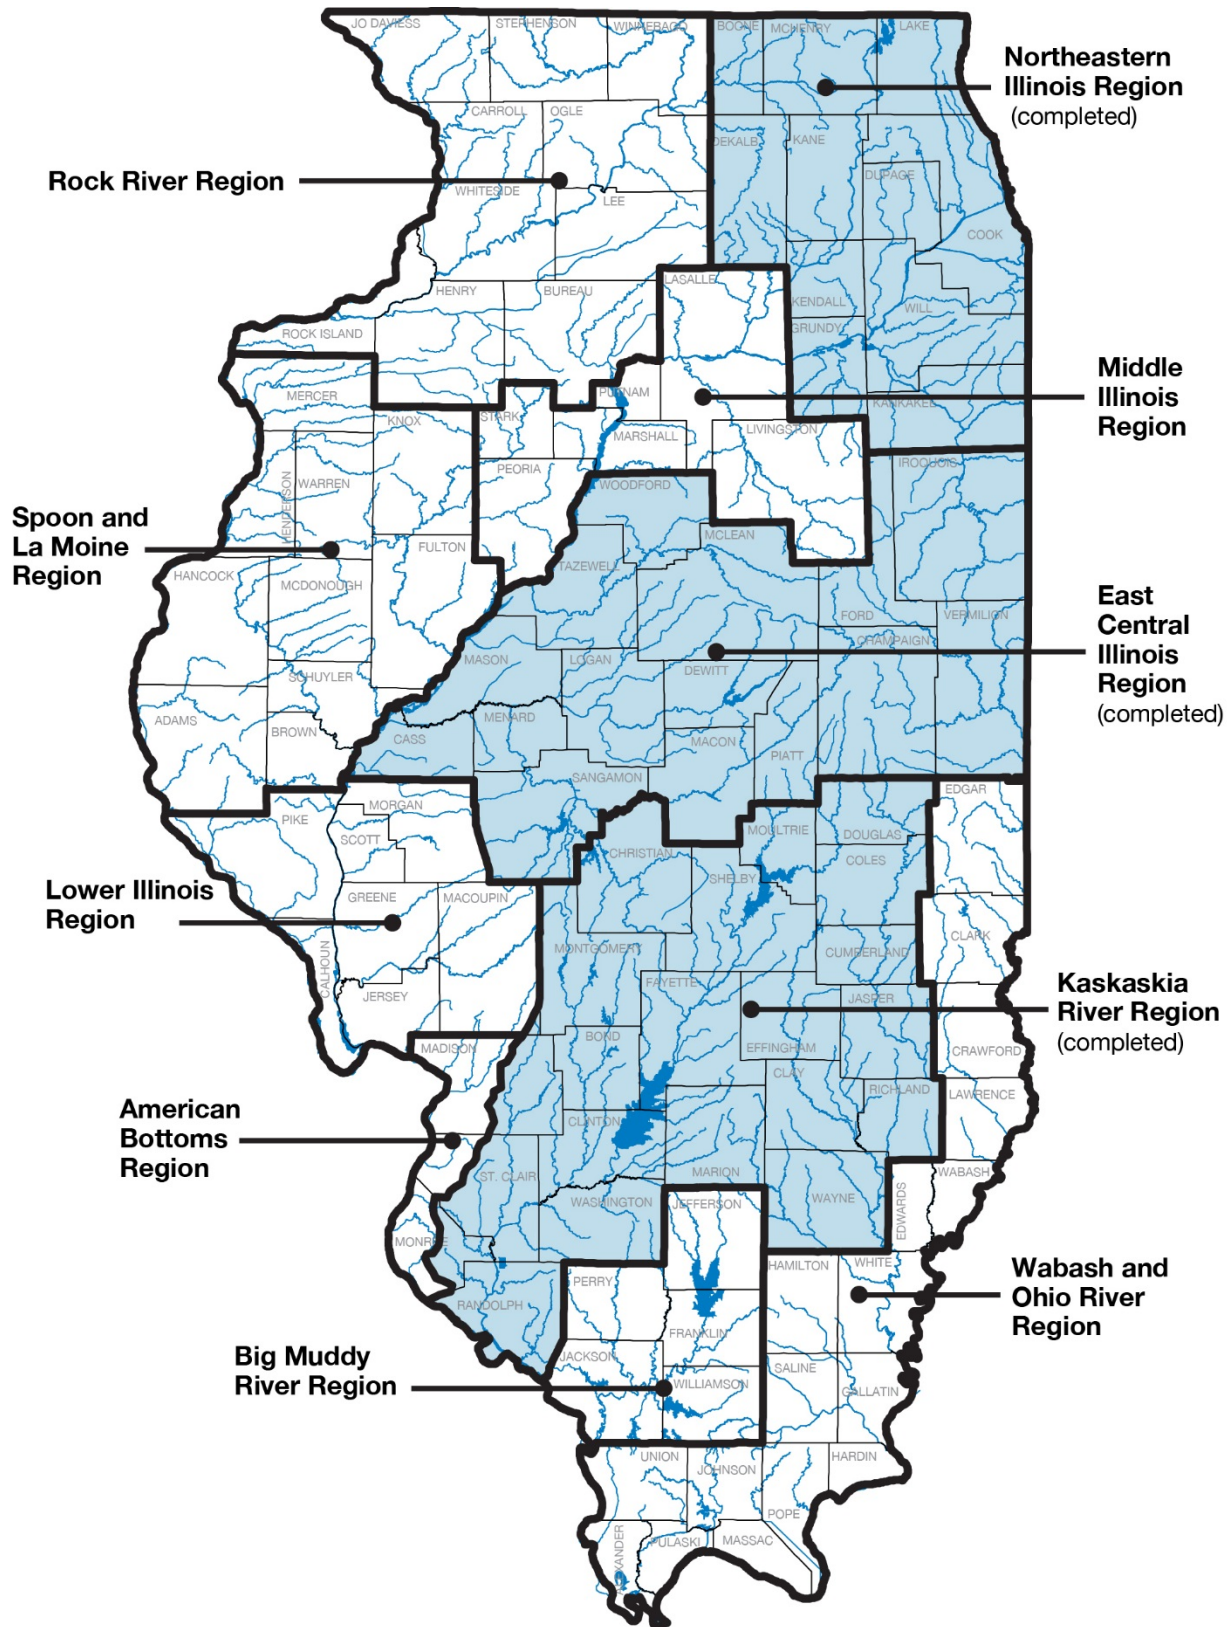 JO DAVIESS
STEPHENSON
WINNEBAGO
BOONE
MCHENRY
LAKE
Northeastern
Illinois Region
(completed)
CARROLL
OGLE
DEKALB
KANE
DUPAGE
Rock River Region
WHITESIDE
LEE
COOK
HENRY
BUREAU
LASALLE
KENDALL
WILL
GRUNDY
ROCK ISLAND
Middle
Illinois
Region
MERCER
KNOX
STARK
PUTNAM
KANKAKEE
MARSHALL
LIVINGSTON
PEORIA
IROQUOIS
WARREN
HENDERSON
WOODFORD
Spoon and
La Moine
Region
FULTON
MCLEAN
HANCOCK
MCDONOUGH
TAZEWELL
East
Central
Illinois
Region
(completed)
FORD
VERMILION
CHAMPAIGN
MASON
LOGAN
DEWITT
SCHUYLER
ADAMS
BROWN
CASS
MENARD
MACON
PIATT
SANGAMON
EDGAR
MORGAN
PIKE
SCOTT
MOULTRIE
DOUGLAS
CHRISTIAN
COLES
SHELBY
Lower Illinois
Region
GREENE
MACOUPIN
CLARK
MONTGOMERY
CUMBERLAND
CALHOUN
FAYETTE
JERSEY
JASPER
Kaskaskia
River Region
(completed)
MADISON
BOND
EFFINGHAM
CRAWFORD
CLAY
RICHLAND
LAWRENCE
American
Bottoms
Region
CLINTON
ST. CLAIR
MARION
WABASH
WASHINGTON
JEFFERSON
WAYNE
EDWARDS
MONROE
PERRY
HAMILTON
WHITE
Wabash and
Ohio River
Region
RANDOLPH
FRANKLIN
Big Muddy
River Region
JACKSON
WILLIAMSON
SALINE
GALLATIN
UNION
JOHNSON
HARDIN
POPE
ALEXANDER
PULASKI
MASSAC